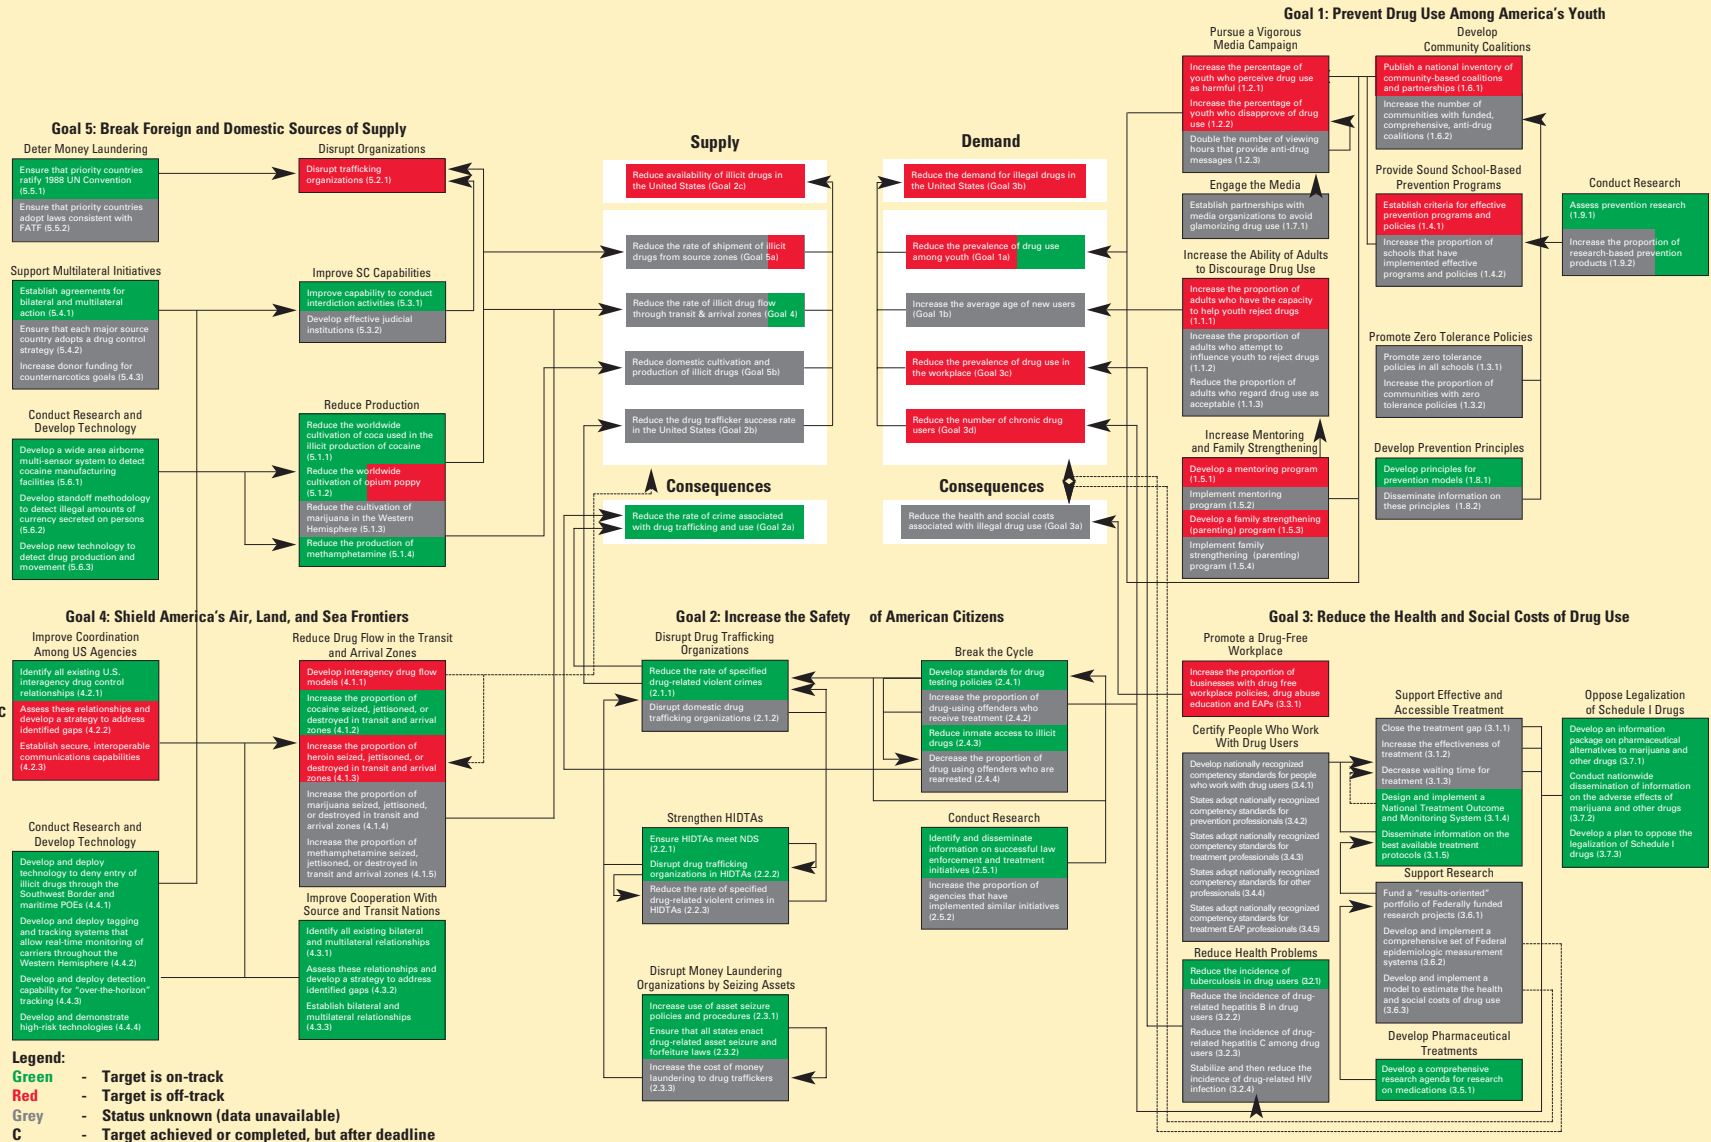 Goal 1: Prevent Drug Use Among America's Youth
Pursue a Vigorous
Media Campaign
Increase the percentage of
youth who perceive drug use
as harmful (1.2.1)
Increase the percentage of
youth who disapprove of drug
use (1.2.2)
Double the number of viewing
hours that provide anti-drug
messages (1.2.3)
Engage the Media
Establish partnerships with
media organizations to avoid
glamorizing drug use (1.7.1)
Increase the Ability of Adults
to Discourage Drug Use
Increase the proportion of
adults who have the capacity
to help youth reject drugs
(1.1.1)
Increase the proportion of
adults who attempt to
influence youth to reject drugs
(1.1.2)
Reduce the proportion of
adults who regard drug use as
acceptable (1.1.3)
Increase Mentoring
and Family Strengthening
Develop a mentoring program
(1.5.1)
Implement mentoring
program (1.5.2)
Develop a family strengthening
(parenting) program (1.5.3)
Implement family
strengthening (parenting)
program (1.5.4)
Develop
Community Coalitions
Publish a national inventory of
community-based coalitions
and partnerships (1.6.1)
Increase the number of
communities with funded,
comprehensive, anti-drug
coalitions (1.6.2)
Provide Sound School-Based
Prevention Programs
Establish criteria for effective
prevention programs and
policies (1.4.1)
Increase the proportion of
schools that have
implemented effective
programs and policies (1.4.2)
Conduct Research
Assess prevention research
(1.9.1)
Increase the proportion of
research-based prevention
products (1.9.2)
Promote Zero Tolerance Policies
Promote zero tolerance
policies in all schools (1.3.1)
Increase the proportion of
communities with zero
tolerance policies (1.3.2)
Develop Prevention Principles
Develop principles for
prevention models (1.8.1)
Disseminate information on
these principles (1.8.2)
Goal 5: Break Foreign and Domestic Sources of Supply
Deter Money Laundering
Ensure that priority countries
ratify 1988 UN Convention
(5.5.1)
Ensure that priority countries
adopt laws consistent with
FATF (5.5.2)
Disrupt Organizations
Disrupt trafficking
organizations (5.2.1)
Support Multilateral Initiatives
Establish agreements for
bilateral and multilateral
action (5.4.1)
Ensure that each major source
country adopts a drug control
strategy (5.4.2)
Increase donor funding for
counternarcotics goals (5.4.3)
Improve SC Capabilities
Improve capability to conduct
interdiction activities (5.3.1)
Develop effective judicial
institutions (5.3.2)
Conduct Research and
Develop Technology
Develop a wide area airborne
multi-sensor system to detect
cocaine manufacturing
facilities (5.6.1)
Develop standoff methodology
to detect illegal amounts of
currency secreted on persons
(5.6.2)
Develop new technology to
detect drug production and
movement (5.6.3)
Reduce Production
Reduce the worldwide
cultivation of coca used in the
illicit production of cocaine
(5.1.1)
Reduce the worldwide
cultivation of opium poppy
(5.1.2)
Reduce the cultivation of
marijuana in the Western
Hemisphere (5.1.3)
Reduce the production of
methamphetamine (5.1.4)
Supply
Reduce availability of illicit drugs in
the United States (Goal 2c)
Reduce the rate of shipment of illicit
drugs from source zones (Goal 5a)
Reduce the rate of illicit drug flow
through transit & arrival zones (Goal 4)
Reduce domestic cultivation and
production of illicit drugs (Goal 5b)
Reduce the drug trafficker success rate
in the United States (Goal 2b)
Consequences
Reduce the rate of crime associated
with drug trafficking and use (Goal 2a)
Demand
Reduce the demand for illegal drugs in
the United States (Goal 3b)
Reduce the prevalence of drug use
among youth (Goal 1a)
Increase the average age of new users
(Goal 1b)
Reduce the prevalence of drug use in
the workplace (Goal 3c)
Reduce the number of chronic drug
users (Goal 3d)
Consequences
Reduce the health and social costs
associated with illegal drug use (Goal 3a)
Goal 4: Shield America's Air, Land, and Sea Frontiers
Improve Coordination
Among US Agencies
Identify all existing U.S.
interagency drug control
relationships (4.2.1)
C
Assess these relationships and
develop a strategy to address
identified gaps (4.2.2)
Establish secure, interoperable
communications capabilities
(4.2.3)
Reduce Drug Flow in the Transit
and Arrival Zones
Develop interagency drug flow
models (4.1.1)
Increase the proportion of
cocaine seized, jettisoned, or
destroyed in transit and arrival
zones (4.1.2)
Increase the proportion of
heroin seized, jettisoned, or
destroyed in transit and arrival
zones (4.1.3)
Increase the proportion of
marijuana seized, jettisoned,
or destroyed in transit and
arrival zones (4.1.4)
Increase the proportion of
methamphetamine seized,
jettisoned, or destroyed in
transit and arrival zones (4.1.5)
Conduct Research and
Develop Technology
Develop and deploy
technology to deny entry of
illicit drugs through the
Southwest Border and
maritime POEs (4.4.1)
Develop and deploy tagging
and tracking systems that
allow real-time monitoring of
carriers throughout the
Western Hemisphere (4.4.2)
Develop and deploy detection
capability for "over-the-horizon"
tracking (4.4.3)
Develop and demonstrate
high-risk technologies (4.4.4)
Improve Cooperation With
Source and Transit Nations
Identify all existing bilateral
and multilateral relationships
(4.3.1)
Assess these relationships and
develop a strategy to address
identified gaps (4.3.2)
Establish bilateral and
multilateral relationships
(4.3.3)
Goal 2: Increase the Safety of American Citizens
Disrupt Drug Trafficking
Organizations
Reduce the rate of specified
drug-related violent crimes
(2.1.1)
Disrupt domestic drug
trafficking organizations (2.1.2)
Strengthen HIDTAs
Ensure HIDTAs meet NDS
(2.2.1)
Disrupt drug trafficking
organizations in HIDTAs (2.2.2)
Reduce the rate of specified
drug-related violent crimes in
HIDTAs (2.2.3)
Disrupt Money Laundering
Organizations by Seizing Assets
Increase use of asset seizure
policies and procedures (2.3.1)
Ensure that all states enact
drug-related asset seizure and
forfeiture laws (2.3.2)
Increase the cost of money
laundering to drug traffickers
(2.3.3)
Break the Cycle
Develop standards for drug
testing policies (2.4.1)
Increase the proportion of
drug-using offenders who
receive treatment (2.4.2)
Reduce inmate access to illicit
drugs (2.4.3)
Decrease the proportion of
drug using offenders who are
rearrested (2.4.4)
Conduct Research
Identify and disseminate
information on successful law
enforcement and treatment
initiatives (2.5.1)
Increase the proportion of
agencies that have
implemented similar initiatives
(2.5.2)
Goal 3: Reduce the Health and Social Costs of Drug Use
Promote a Drug-Free
Workplace
Increase the proportion of
businesses with drug free
workplace policies, drug abuse
education and EAPs (3.3.1)
Certify People Who Work
With Drug Users
Develop nationally recognized
competency standards for people
who work with drug users (3.4.1)
States adopt nationally recognized
competency standards for
prevention professionals (3.4.2)
States adopt nationally recognized
competency standards for
treatment professionals (3.4.3)
States adopt nationally recognized
competency standards for other
professionals (3.4.4)
States adopt nationally recognized
competency standards for
treatment EAP professionals (3.4.5)
Reduce Health Problems
Reduce the incidence of
tuberculosis in drug users (3.2.1)
Reduce the incidence of drug-
related hepatitis B in drug
users (3.2.2)
Reduce the incidence of drug-
related hepatitis C among drug
users (3.2.3)
Stabilize and then reduce the
incidence of drug-related HIV
infection (3.2.4)
Support Effective and
Accessible Treatment
Close the treatment gap (3.1.1)
Increase the effectiveness of
treatment (3.1.2)
Decrease waiting time for
treatment (3.1.3)
Design and implement a
National Treatment Outcome
and Monitoring System (3.1.4)
Disseminate information on the
best available treatment
protocols (3.1.5)
Support Research
Fund a "results-oriented"
portfolio of Federally funded
research projects (3.6.1)
Develop and implement a
comprehensive set of Federal
epidemiologic measurement
systems (3.6.2)
Develop and implement a
model to estimate the health
and social costs of drug use
(3.6.3)
Develop Pharmaceutical
Treatments
Develop a comprehensive
research agenda for research
on medications (3.5.1)
Oppose Legalization
of Schedule I Drugs
Develop an information
package on pharmaceutical
alternatives to marijuana and
other drugs (3.7.1)
Conduct nationwide
dissemination of information
on the adverse effects of
marijuana and other drugs
(3.7.2)
Develop a plan to oppose the
legalization of Schedule I
drugs (3.7.3)
Legend:
Green - Target is on-track
Red - Target is off-track
Grey - Status unknown (data unavailable)
C - Target achieved or completed, but after deadline